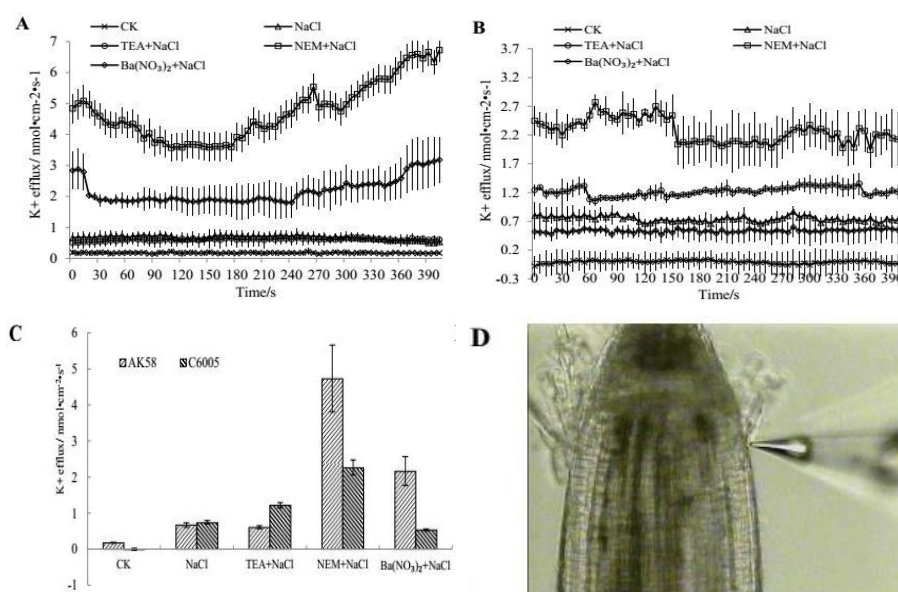 A
CK
NaCl
TEA+NaCl
NEM+NaCl
Ba(NO₃)₂+NaCl
K+ efflux/ nmol•cm-2•s-1
7
6
5
4
3
2
1
0
0 30 60 90 120 150 180 210 240 270 300 330 360 390
Time/s
B
CK
NaCl
TEA+NaCl
NEM+NaCl
Ba(NO₃)₂+NaCl
K+ efflux/ nmol•cm-2•s-1
3.7
3.2
2.7
2.2
1.7
1.2
0.7
0.2
-0.3
0 30 60 90 120 150 180 210 240 270 300 330 360 390
Time/s
C
AK58
C6005
K+ efflux/ nmol•cm⁻²•s⁻¹
6
5
4
3
2
1
0
-1
CK
NaCl
TEA+NaCl
NEM+NaCl
Ba(NO₃)₂+NaCl
D